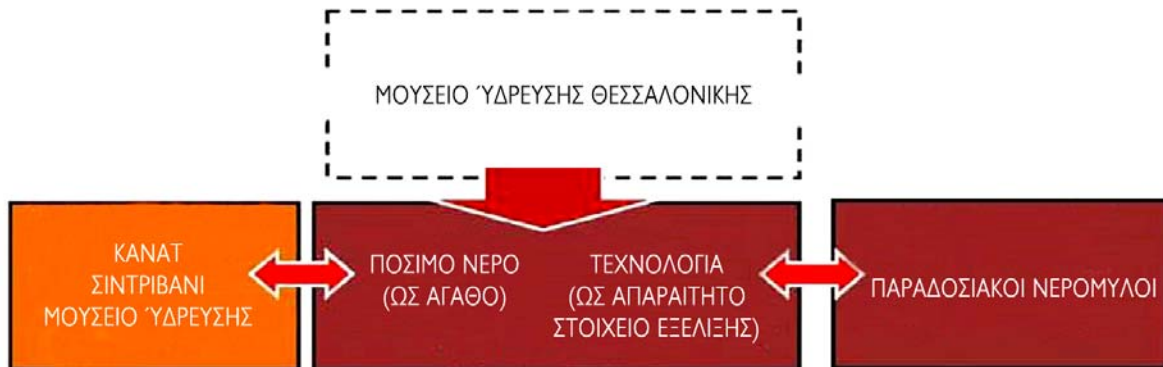 ΜΟΥΣΕΙΟ ΎΔΡΕΥΣΗΣ ΘΕΣΣΑΛΟΝΙΚΗΣ
ΚΑΝΑΤ
ΣΙΝΤΡΙΒΑΝΙ
ΜΟΥΣΕΙΟ ΎΔΡΕΥΣΗΣ
ΠΟΣΙΜΟ ΝΕΡΟ
(ΩΣ ΑΓΑΘΟ)
ΤΕΧΝΟΛΟΓΙΑ
(ΩΣ ΑΠΑΡΑΙΤΗΤΟ
ΣΤΟΙΧΕΙΟ ΕΞΕΛΙΞΗΣ)
ΠΑΡΑΔΟΣΙΑΚΟΙ ΝΕΡΟΜΥΛΟΙ